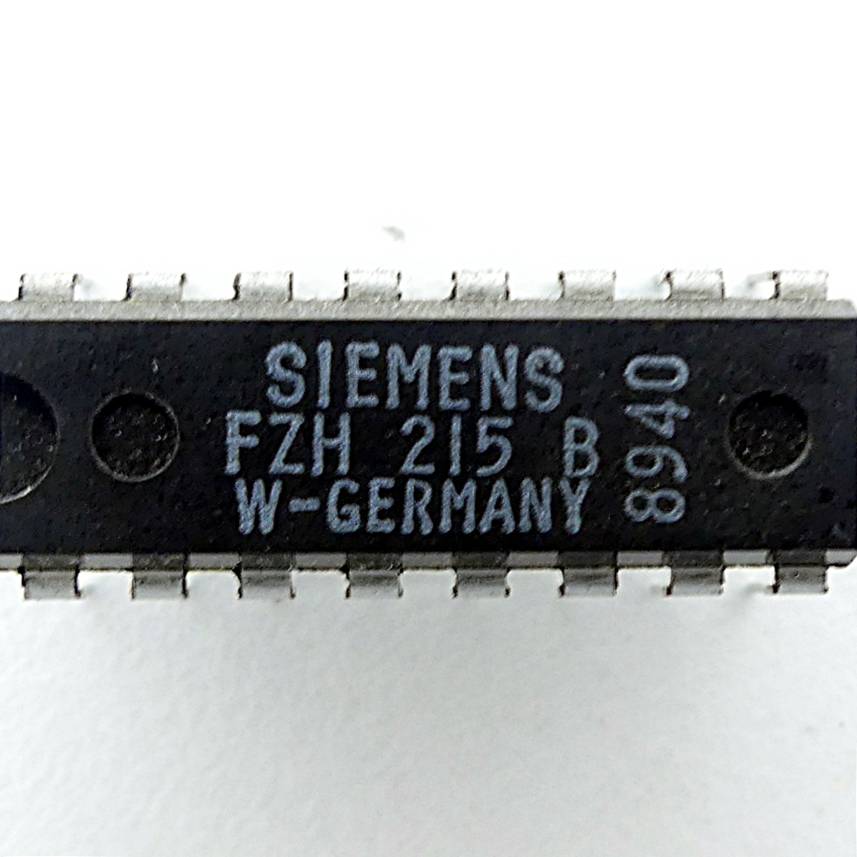 SIEMENS
FZH 215 B
W-GERMANY
8940